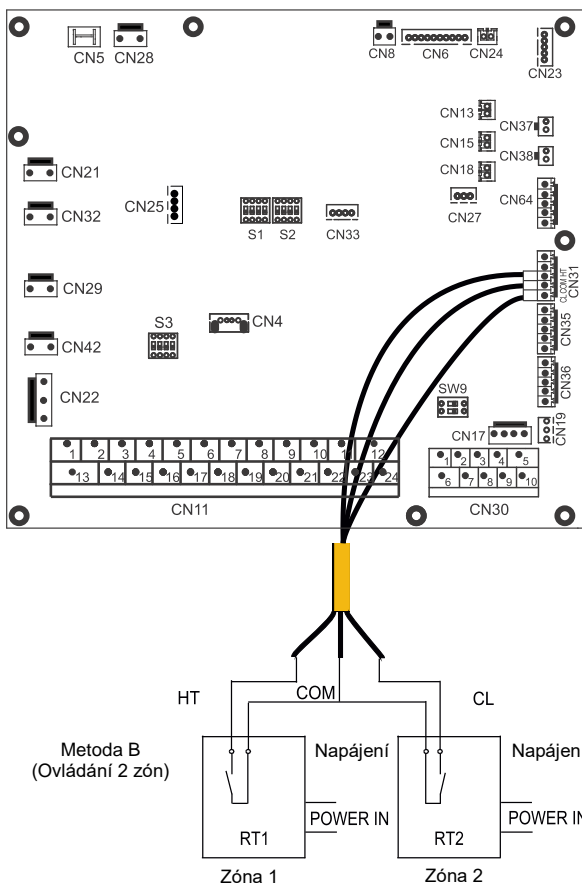 CN5 CN28 CN8 CN6 CN24 CN23
CN13 CN37
CN15 CN38
CN18
CN21
CN25 CN27 CN64
CN32
S1 S2 CN33
CL COM HT CN31
CN29
CN4 CN35
S3
CN42
CN36
CN22 SW9
CN17 CN19
1 2 3 4 5 6 7 8 9 10 11 12
13 14 15 16 17 18 19 20 21 22 23 24
1 2 3 4 5
6 7 8 9 10
CN11 CN30
HT COM CL
Metoda B
(Ovládání 2 zón)
Napájení Napájen
POWER IN POWER IN
RT1 RT2
Zóna 1 Zóna 2